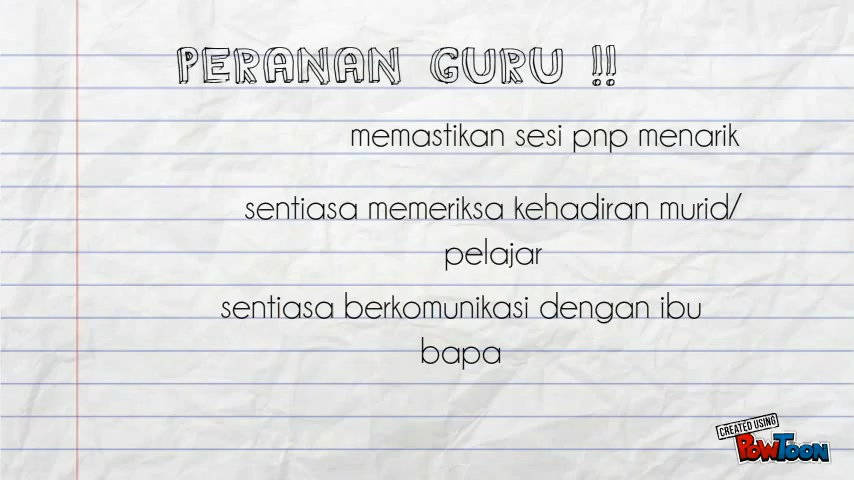 PERANAN GURU !!
memastikan sesi pnp menarik
sentiasa memeriksa kehadiran murid/
pelajar
sentiasa berkomunikasi dengan ibu
bapa
CREATED USING
POWTOON